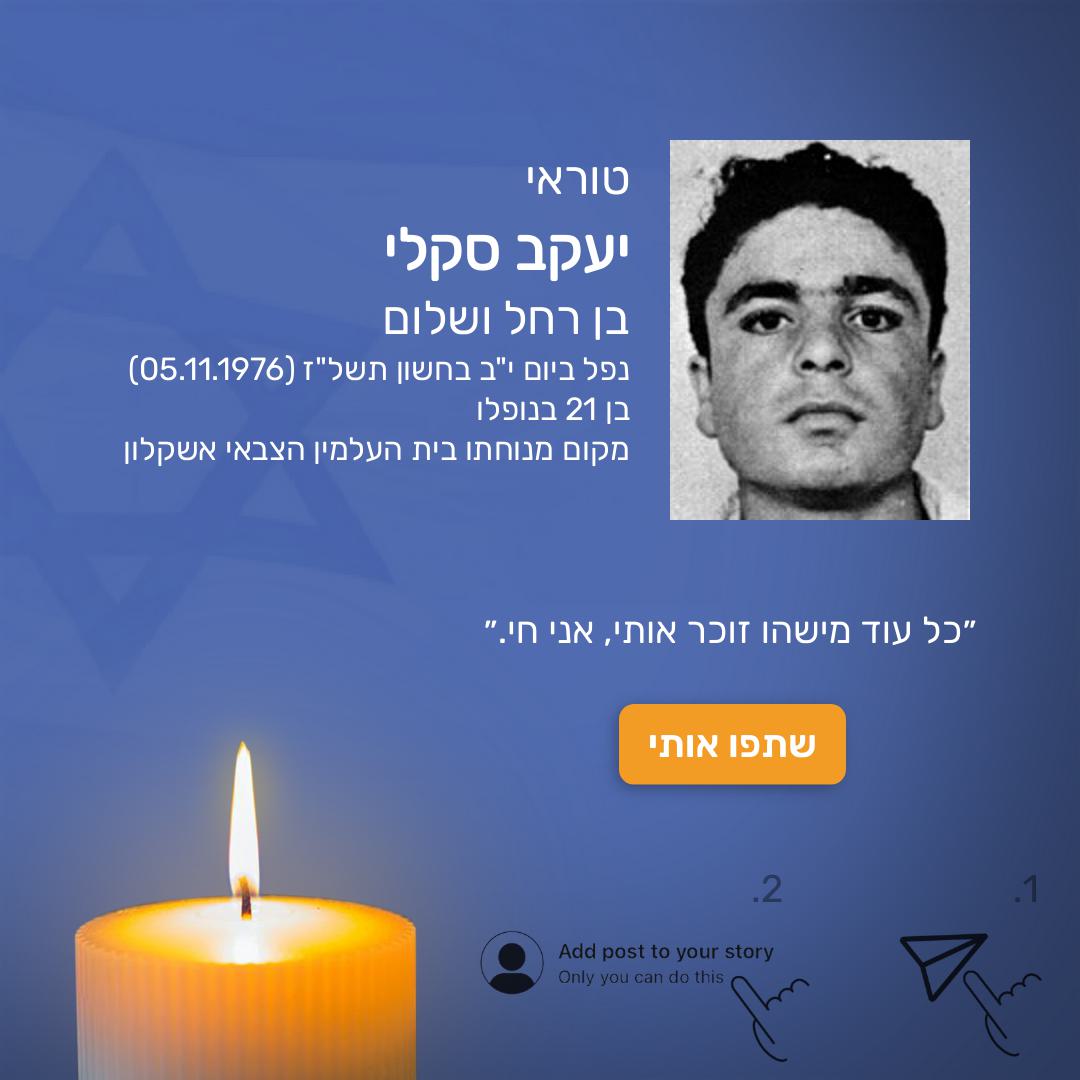 טוראי
יעקב סקלי
בן רחל ושלום
נפל ביום י"ב בחשון תשל"ז (05.11.1976)
בן 21 בנופלו
מקום מנוחתו בית העלמין הצבאי אשקלון
״כל עוד מישהו זוכר אותי, אני חי.״
שתפו אותי
.1
.2
Add post to your story
Only you can do this